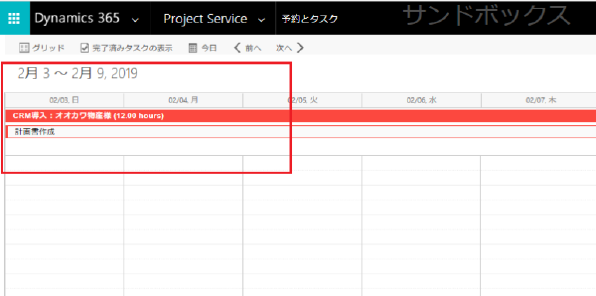 Dynamics 365 Project Service 予約とタスク サンドボックス
グリッド 完了済みタスクの表示 今日 前へ 次へ
2月 3 ~ 2月 9, 2019
02/03, 日 02/04, 月 02/05, 火 02/06, 水 02/07, 木
CRM導入：オオカワ物産様 (12.00 hours)
計画書作成